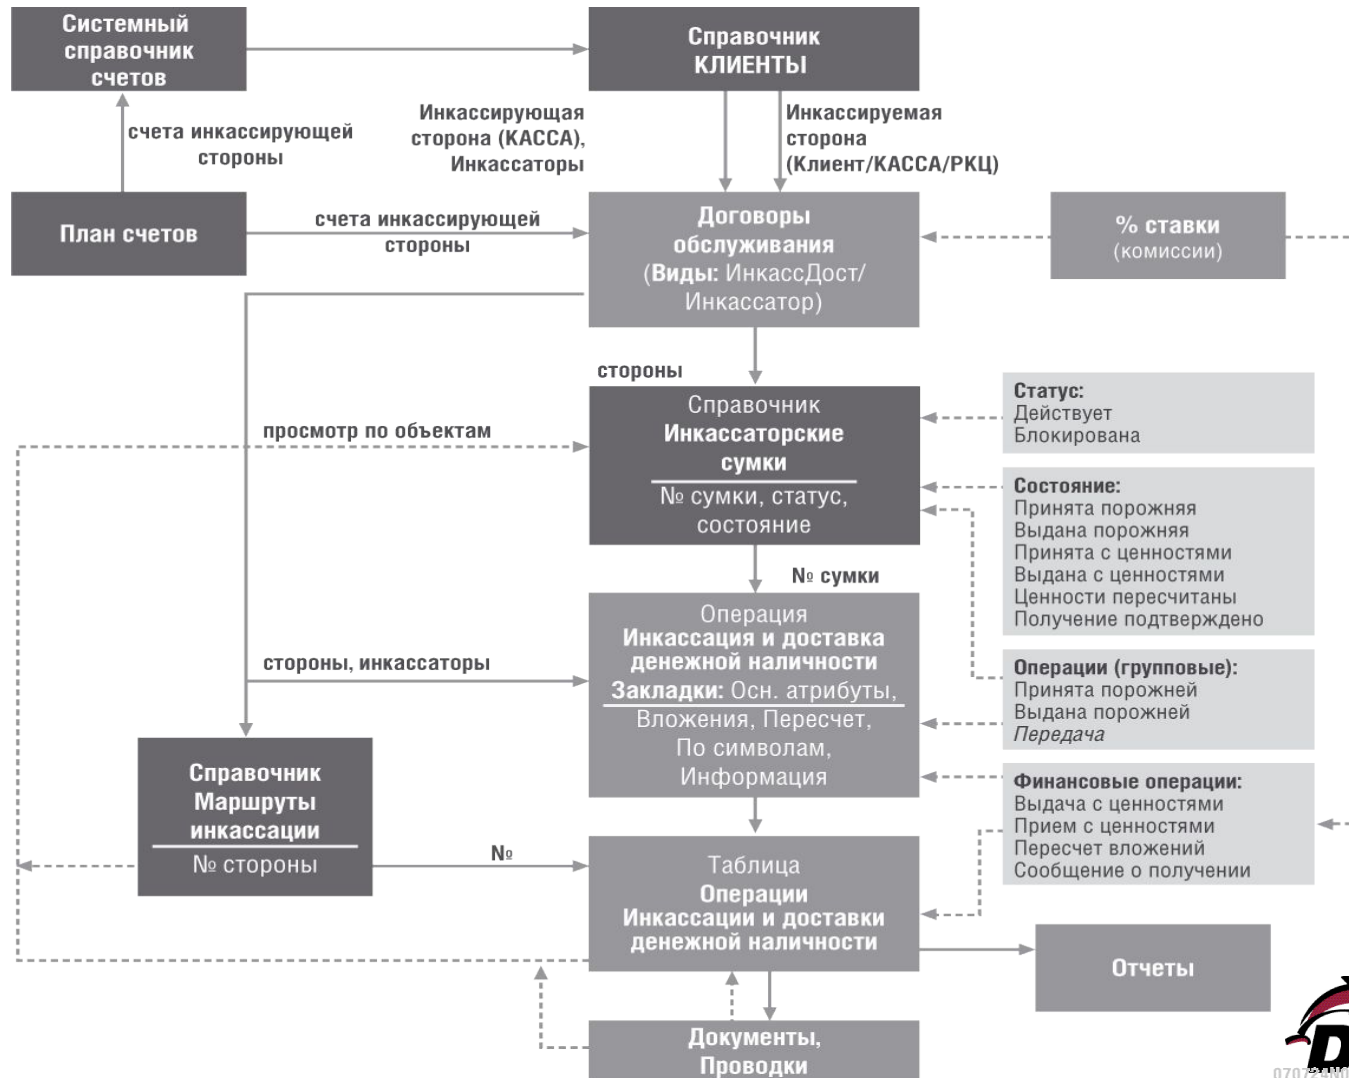 Системный
справочник
счетов
Справочник
КЛИЕНТЫ
счета инкассирующей
стороны
Инкассирующая
сторона (КАССА),
Инкассаторы
Инкассируемая
сторона
(Клиент/КАССА/РКЦ)
План счетов
счета инкассирующей
стороны
Договоры
обслуживания
(Виды: ИнкассДост/
Инкассатор)
% ставки
(комиссии)
стороны
просмотр по объектам
Справочник
Инкассаторские
сумки
№ сумки, статус,
состояние
Статус:
Действует
Блокирована
Состояние:
Принята порожняя
Выдана порожняя
Принята с ценностями
Выдана с ценностями
Ценности пересчитаны
Получение подтверждено
№ сумки
Операция
Инкассация и доставка
денежной наличности
Закладки: Осн. атрибуты,
Вложения, Пересчет,
По символам,
Информация
стороны, инкассаторы
Операции (групповые):
Принята порожней
Выдана порожней
Передача
Финансовые операции:
Выдача с ценностями
Прием с ценностями
Пересчет вложений
Сообщение о получении
Справочник
Маршруты
инкассации
№ стороны
№
Таблица
Операции
Инкассации и доставки
денежной наличности
Отчеты
Документы,
Проводки
D